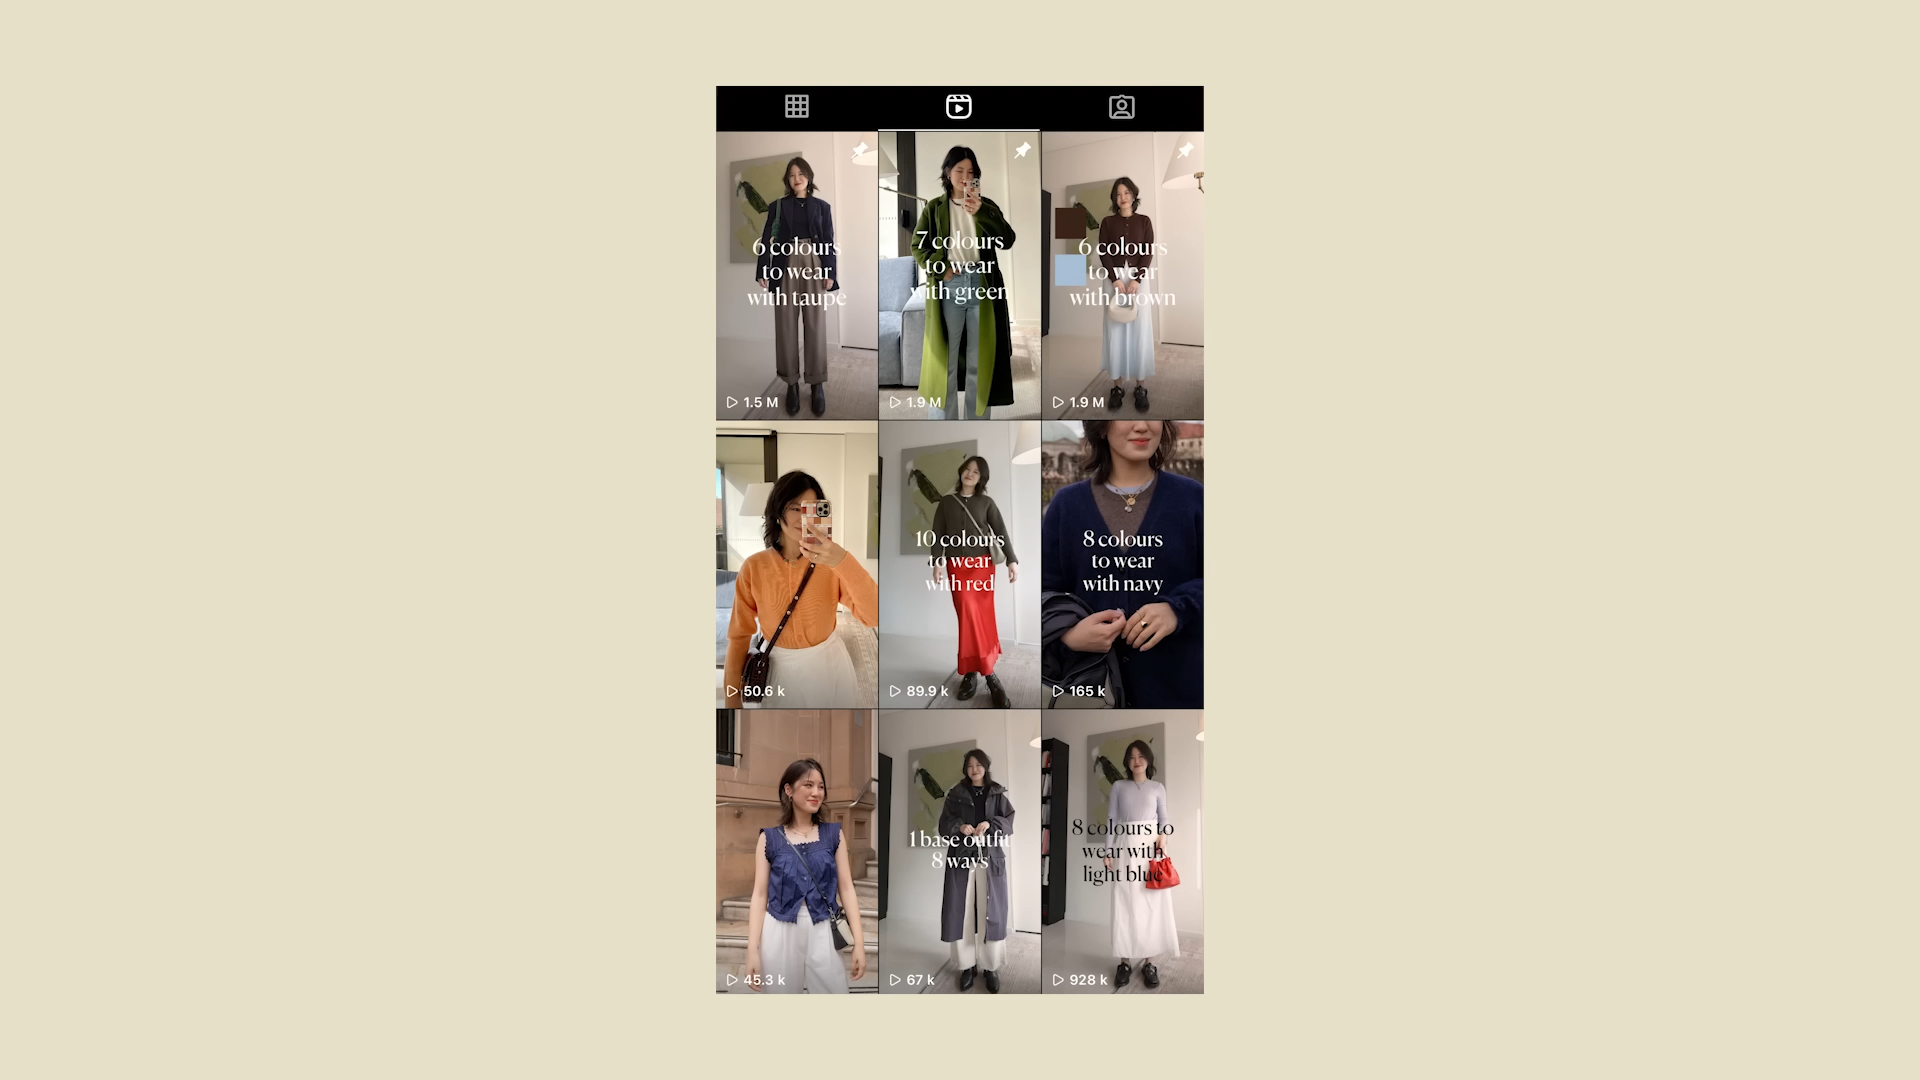 6 colours
to wear
with taupe
1.5 M
7 colours
to wear
with green
1.9 M
6 colours
to wear
with brown
1.9 M
50.6 k
10 colours
to wear
with red
89.9 k
8 colours
to wear
with navy
165 k
45.3 k
1 base outfit
8 ways
67 k
8 colours to
wear with
light blue
928 k